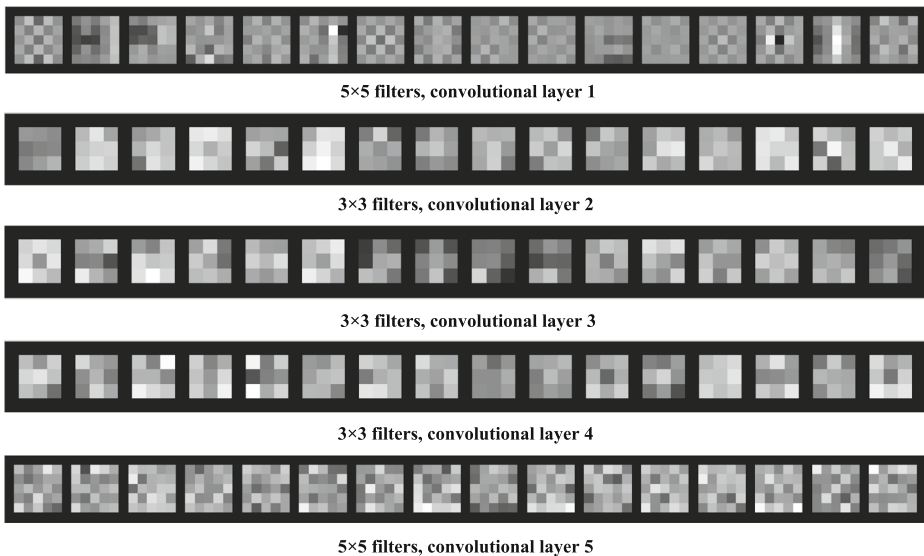 5×5 filters, convolutional layer 1
3×3 filters, convolutional layer 2
3×3 filters, convolutional layer 3
3×3 filters, convolutional layer 4
5×5 filters, convolutional layer 5